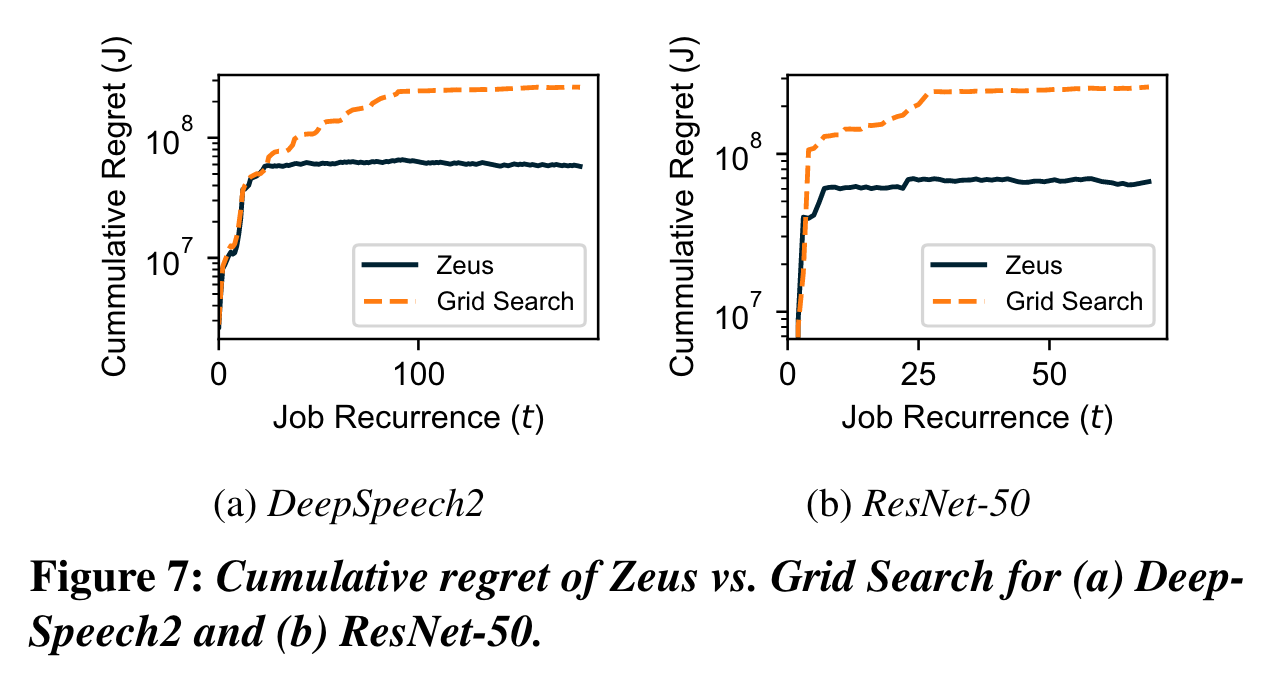 Cummulative Regret (J)
10^8
10^7
Zeus
Grid Search
0
100
Job Recurrence (t)
(a) DeepSpeech2
Cummulative Regret (J)
10^8
10^7
Zeus
Grid Search
0
25
50
Job Recurrence (t)
(b) ResNet-50
Figure 7: Cumulative regret of Zeus vs. Grid Search for (a) Deep-
Speech2 and (b) ResNet-50.